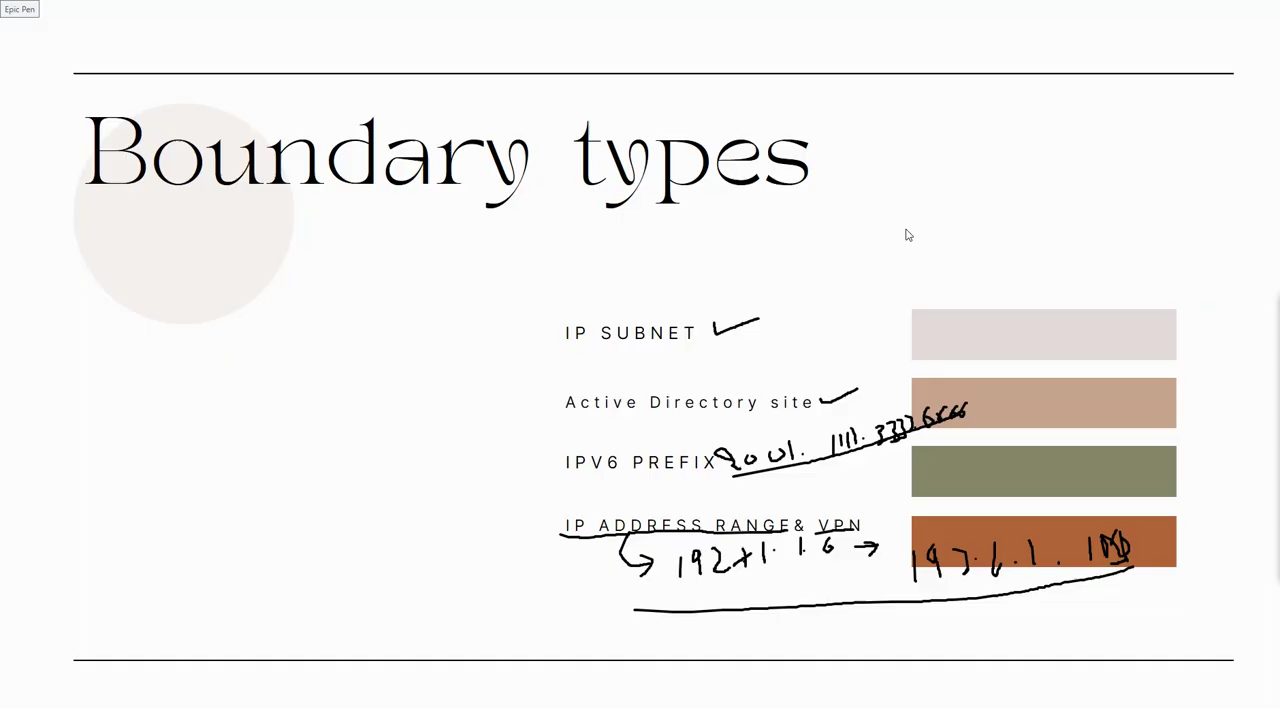 Epic Pen
Boundary types
IP SUBNET
Active Directory site
IPV6 PREFIX
IP ADDRESS RANGE& VPN